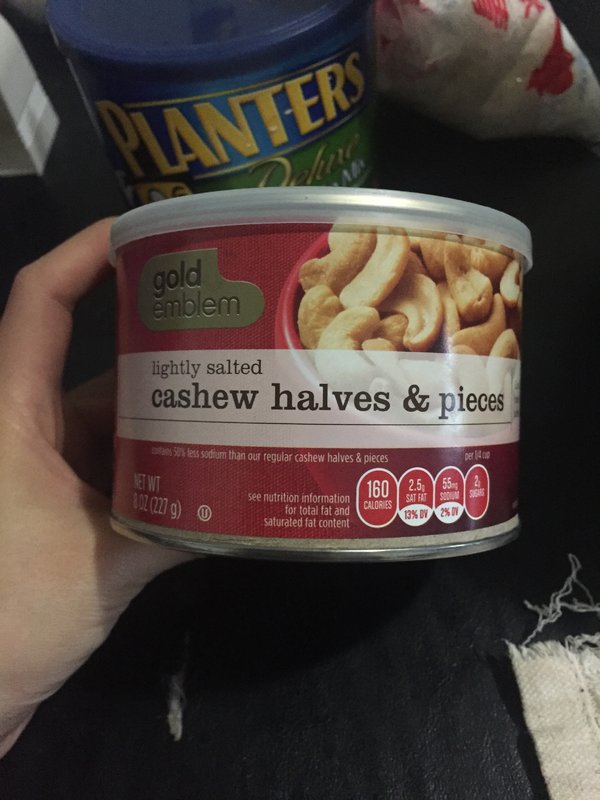 PLANTERS
Deluxe
gold
emblem
lightly salted
cashew halves & pieces
contains 50% less sodium than our regular cashew halves & pieces
per 1/4 cup
NET WT
8 OZ (227 g)
U
see nutrition information
for total fat and
saturated fat content
160
CALORIES
2.5g
SAT FAT
13% DV
55mg
SODIUM
2% DV
2g
SUGARS